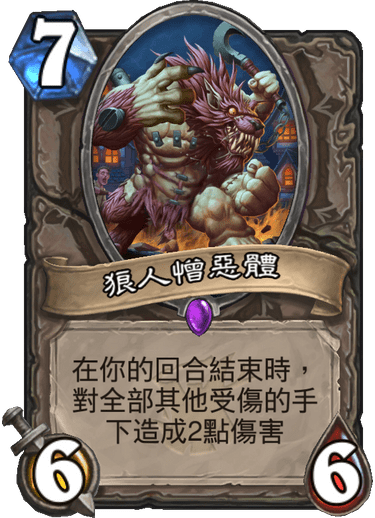 7
狼人憎惡體
在你的回合結束時，
對全部其他受傷的手
下造成2點傷害
6
6